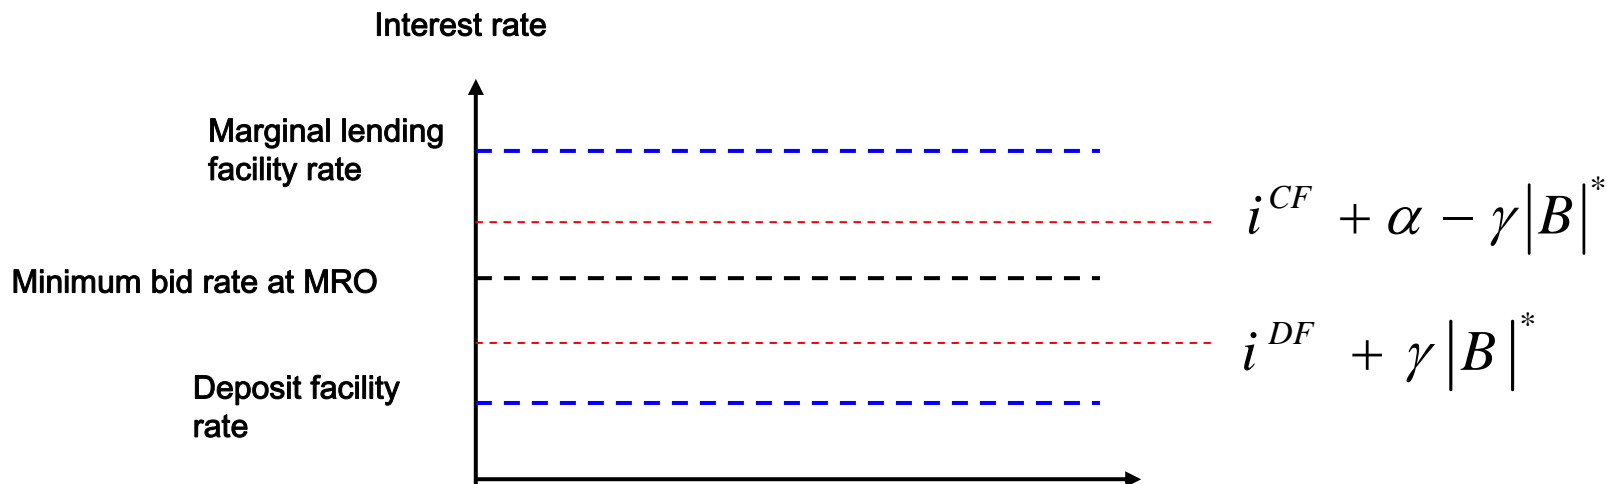 Interest rate
Marginal lending
facility rate
i^{CF} + α − γ|B|^*
Minimum bid rate at MRO
i^{DF} + γ|B|^*
Deposit facility
rate